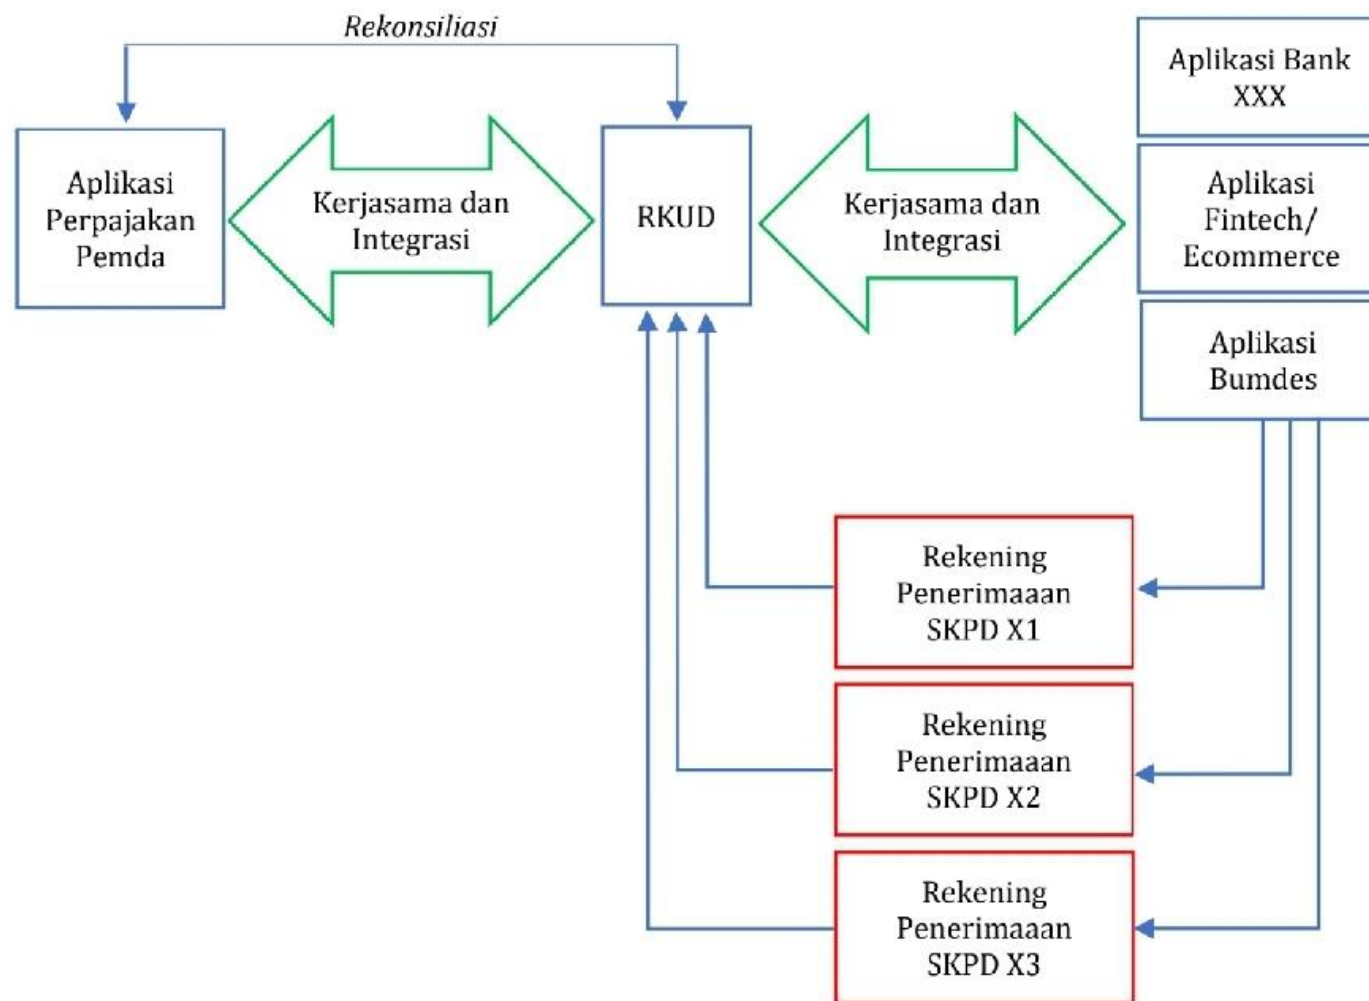 Rekonsiliasi
Aplikasi
Perpajakan
Pemda
Kerjasama dan
Integrasi
RKUD
Kerjasama dan
Integrasi
Aplikasi Bank
XXX
Aplikasi
Fintech/
Ecommerce
Aplikasi
Bumdes
Rekening
Penerimaaan
SKPD X1
Rekening
Penerimaaan
SKPD X2
Rekening
Penerimaaan
SKPD X3